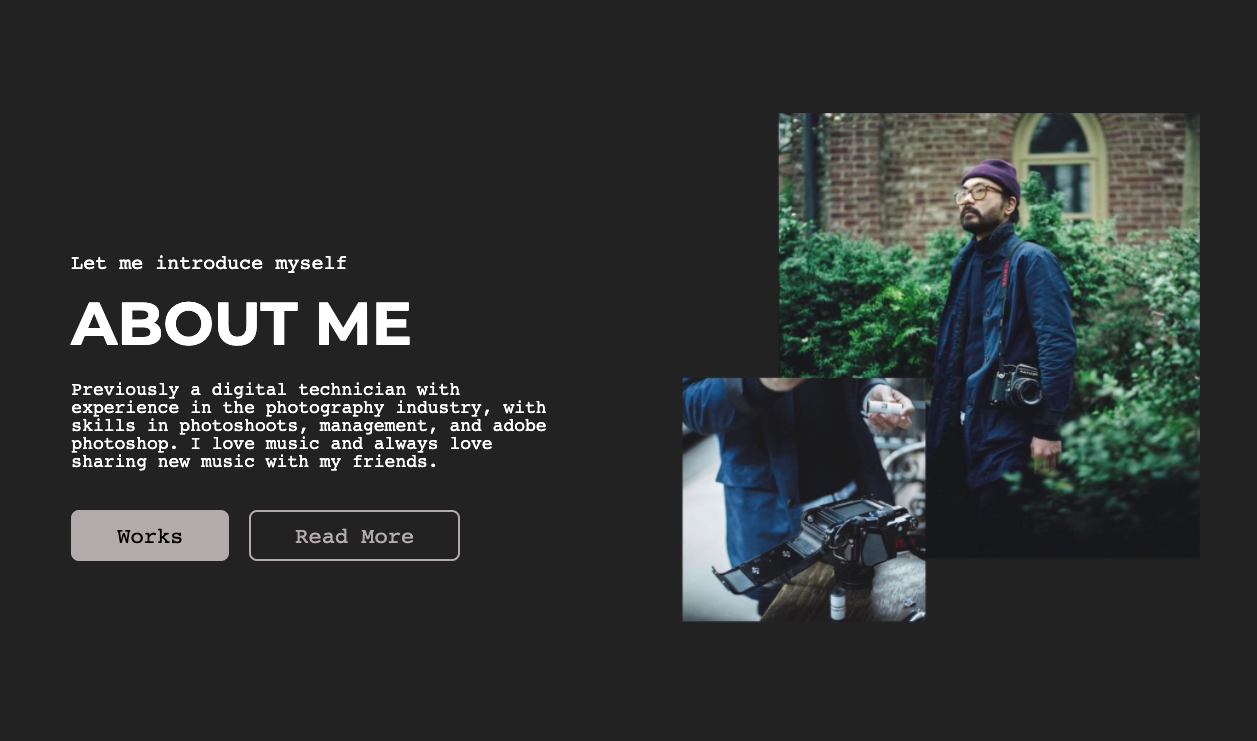 Let me introduce myself
ABOUT ME
Previously a digital technician with
experience in the photography industry, with
skills in photoshoots, management, and adobe
photoshop. I love music and always love
sharing new music with my friends.
Works
Read More